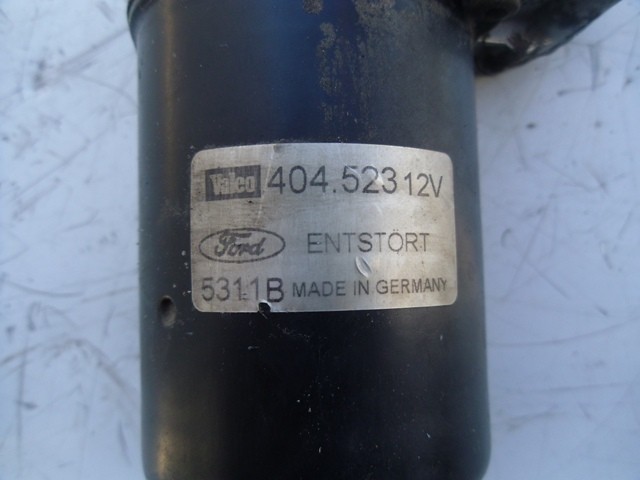 Valeo 404.523 12V
Ford ENTSTÖRT
5311B MADE IN GERMANY